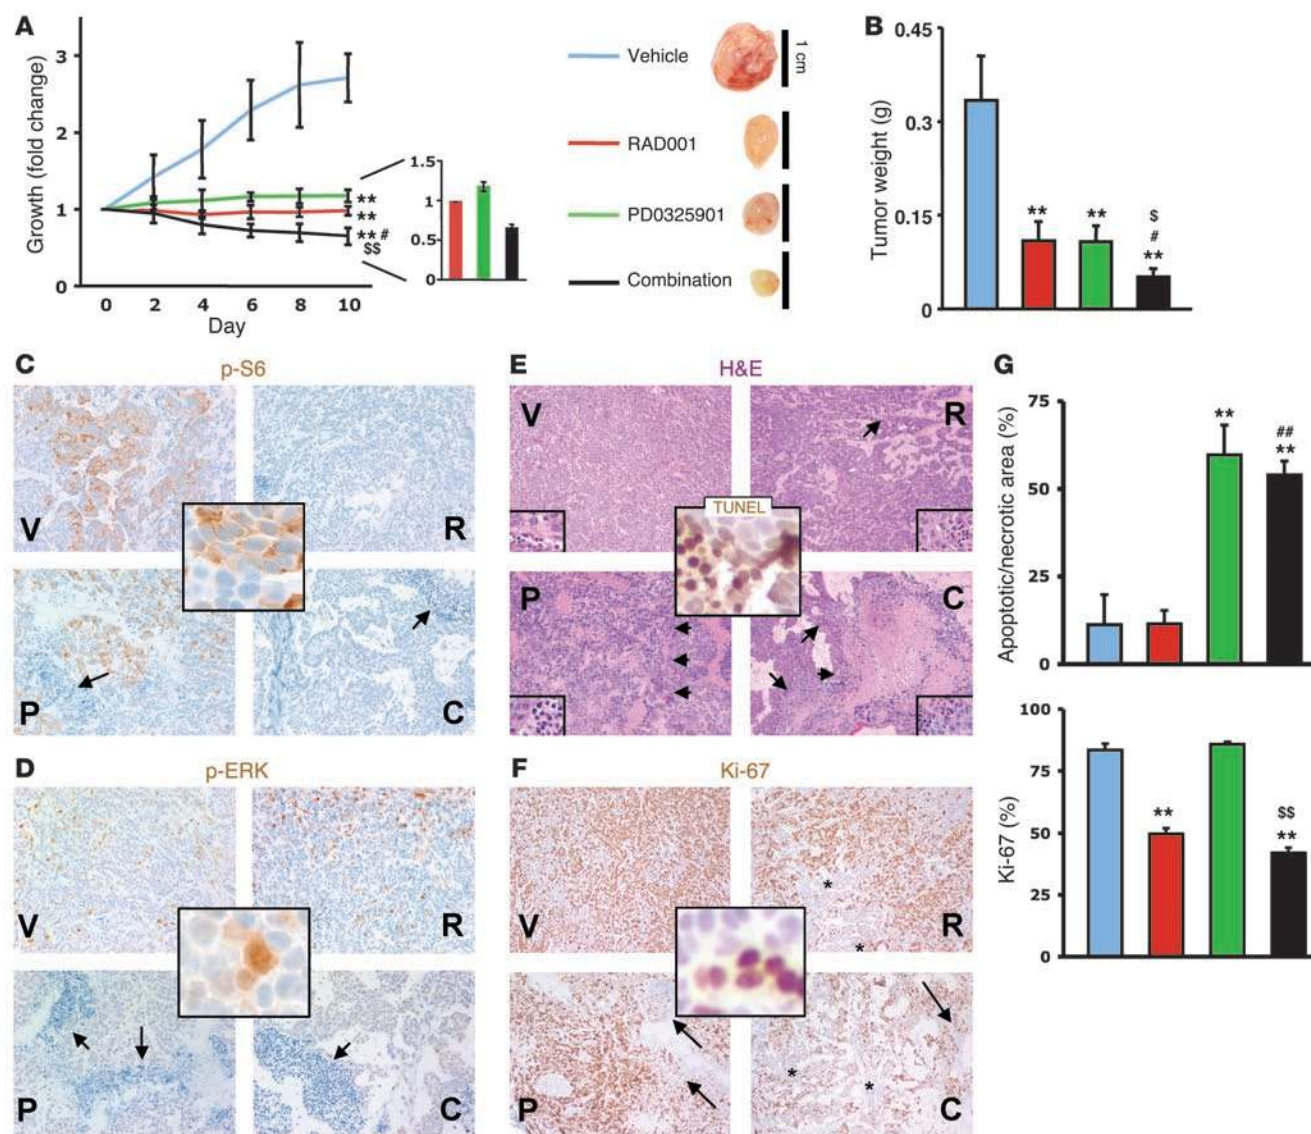 A
Growth (fold change)
3
2
1
0
0 2 4 6 8 10
Day
**
**
** #
$$
1.5
1
0.5
0
Vehicle
RAD001
PD0325901
Combination
1 cm
B
Tumor weight (g)
0.45
0.3
0.15
0
**
**
$
#
**
C
p-S6
V
R
P
C
D
p-ERK
V
R
P
C
E
H&E
V
R
TUNEL
P
C
F
Ki-67
V
R
*
*
P
C
*
*
G
Apoptotic/necrotic area (%)
75
50
25
0
**
##
**
Ki-67 (%)
100
75
50
25
0
**
$$
**